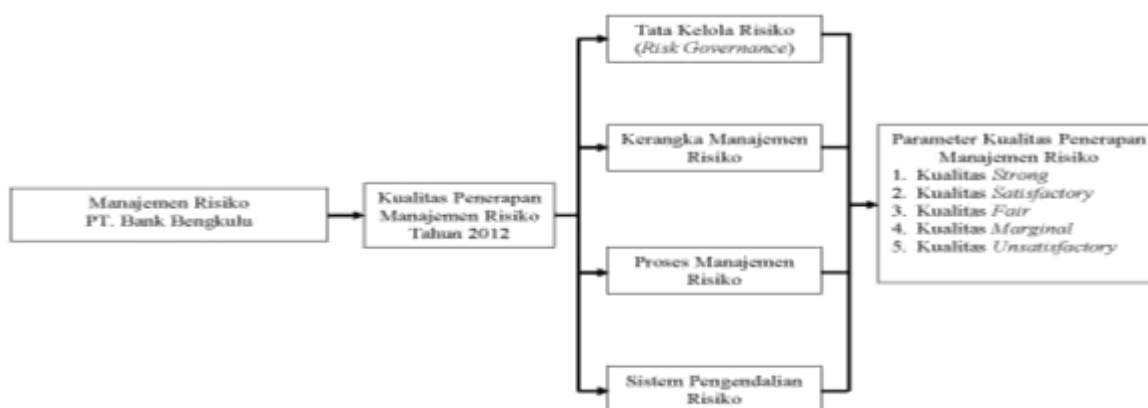 Manajemen Risiko
PT. Bank Bengkulu
Kualitas Penerapan
Manajemen Risiko
Tahun 2012
Tata Kelola Risiko
(Risk Governance)
Kerangka Manajemen
Risiko
Proses Manajemen
Risiko
Sistem Pengendalian
Risiko
Parameter Kualitas Penerapan
Manajemen Risiko
1. Kualitas Strong
2. Kualitas Satisfactory
3. Kualitas Fair
4. Kualitas Marginal
5. Kualitas Unsatisfactory